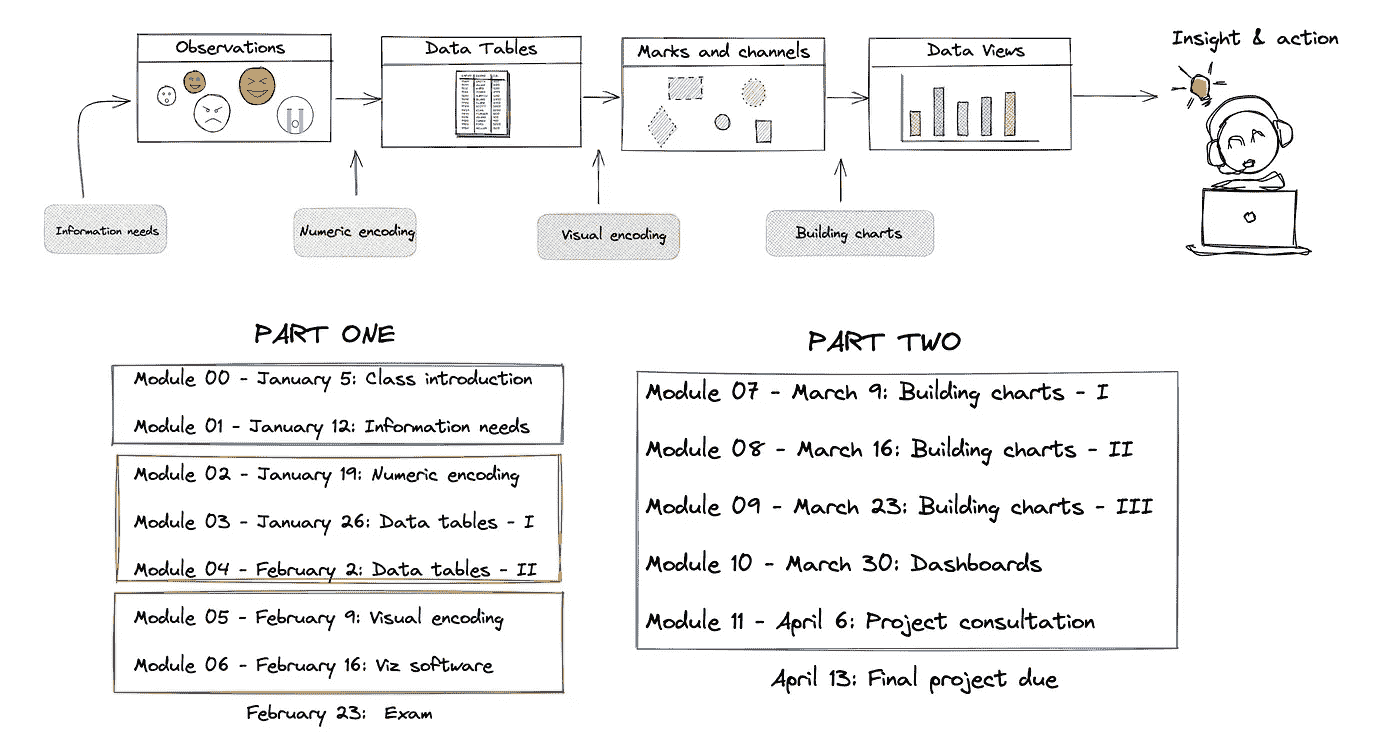 Observations
Data Tables
Marks and channels
Data Views
Insight & action
Information needs
Numeric encoding
Visual encoding
Building charts
PART ONE
Module 00 - January 5: Class introduction
Module 01 - January 12: Information needs
Module 02 - January 19: Numeric encoding
Module 03 - January 26: Data tables - I
Module 04 - February 2: Data tables - II
Module 05 - February 9: Visual encoding
Module 06 - February 16: Viz software
February 23: Exam
PART TWO
Module 07 - March 9: Building charts - I
Module 08 - March 16: Building charts - II
Module 09 - March 23: Building charts - III
Module 10 - March 30: Dashboards
Module 11 - April 6: Project consultation
April 13: Final project due